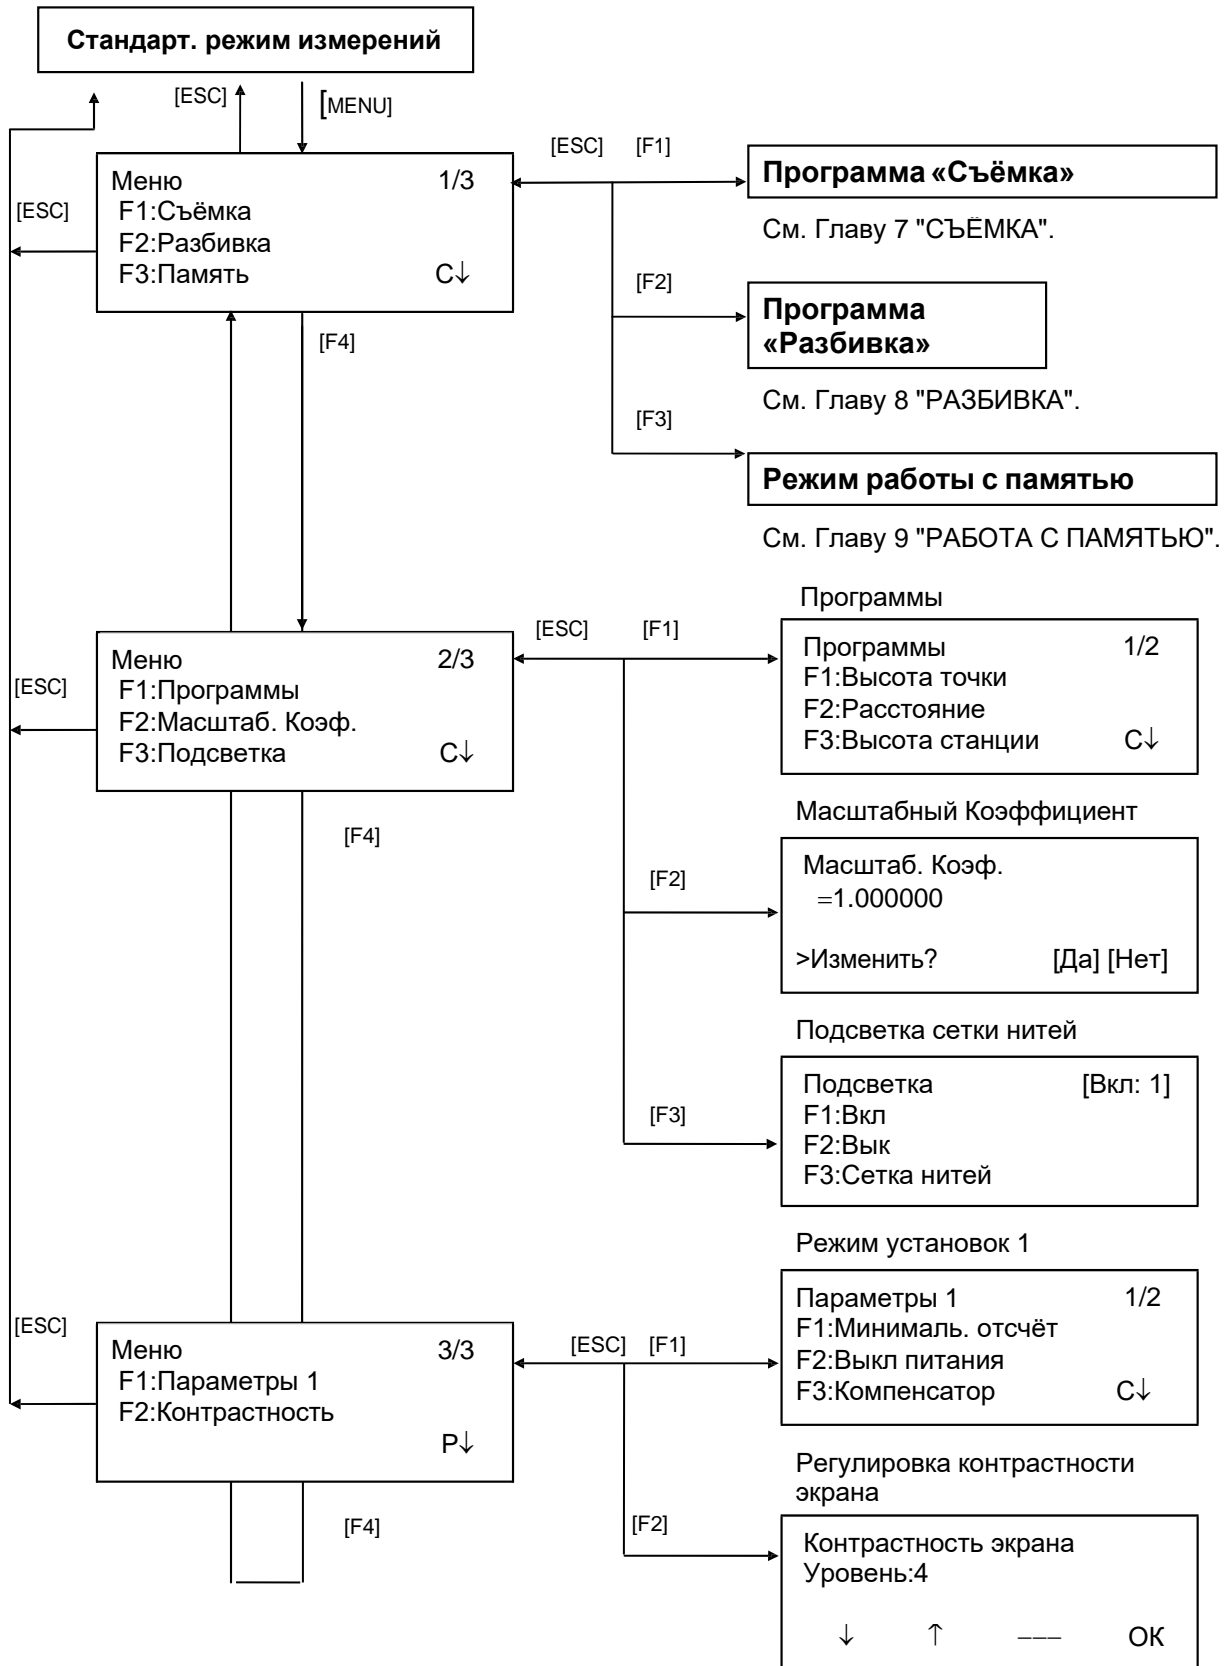 Стандарт. режим измерений
[ESC]
[MENU]
[ESC] [F1]
Меню 1/3
F1:Съёмка
F2:Разбивка
F3:Память С↓
[ESC]
Программа «Съёмка»
См. Главу 7 "СЪЁМКА".
[F2]
Программа
«Разбивка»
См. Главу 8 "РАЗБИВКА".
[F4]
[F3]
Режим работы с памятью
См. Главу 9 "РАБОТА С ПАМЯТЬЮ".
Программы
[ESC] [F1]
Меню 2/3
F1:Программы
F2:Масштаб. Коэф.
F3:Подсветка С↓
[ESC]
Программы 1/2
F1:Высота точки
F2:Расстояние
F3:Высота станции С↓
[F4]
Масштабный Коэффициент
[F2]
Масштаб. Коэф.
=1.000000
>Изменить? [Да] [Нет]
Подсветка сетки нитей
[F3]
Подсветка [Вкл: 1]
F1:Вкл
F2:Вык
F3:Сетка нитей
Режим установок 1
[ESC]
[ESC] [F1]
Меню 3/3
F1:Параметры 1
F2:Контрастность
Р↓
Параметры 1 1/2
F1:Минималь. отсчёт
F2:Выкл питания
F3:Компенсатор С↓
Регулировка контрастности
экрана
[F4]
[F2]
Контрастность экрана
Уровень:4
↓ ↑ ––– ОК